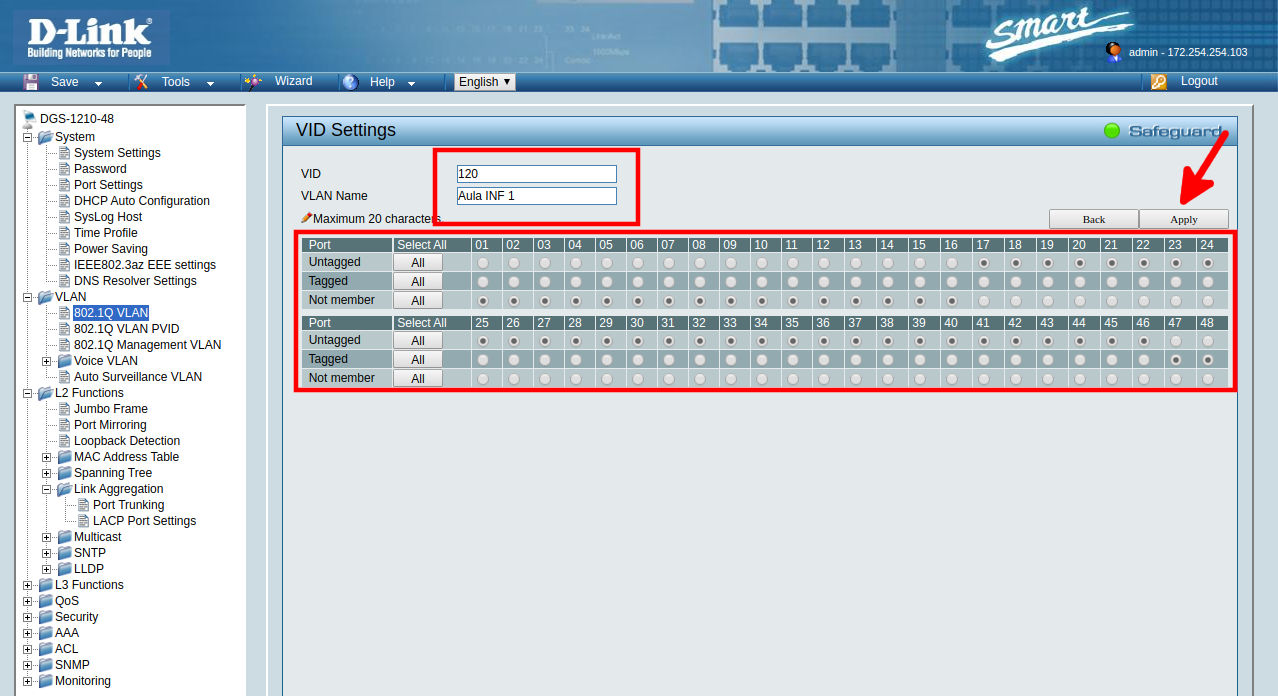 D-Link
Building Networks for People
Smart
admin - 172.254.254.103
Save Tools Wizard Help English Logout
DGS-1210-48
System
System Settings
Password
Port Settings
DHCP Auto Configuration
SysLog Host
Time Profile
Power Saving
IEEE802.3az EEE settings
DNS Resolver Settings
VLAN
802.1Q VLAN
802.1Q VLAN PVID
802.1Q Management VLAN
Voice VLAN
Auto Surveillance VLAN
L2 Functions
Jumbo Frame
Port Mirroring
Loopback Detection
MAC Address Table
Spanning Tree
Link Aggregation
Port Trunking
LACP Port Settings
Multicast
SNTP
LLDP
L3 Functions
QoS
Security
AAA
ACL
SNMP
Monitoring
VID Settings
Safeguard
VID 120
VLAN Name Aula INF 1
Maximum 20 characters.
Back Apply
Port Select All 01 02 03 04 05 06 07 08 09 10 11 12 13 14 15 16 17 18 19 20 21 22 23 24
Untagged All
Tagged All
Not member All
Port Select All 25 26 27 28 29 30 31 32 33 34 35 36 37 38 39 40 41 42 43 44 45 46 47 48
Untagged All
Tagged All
Not member All